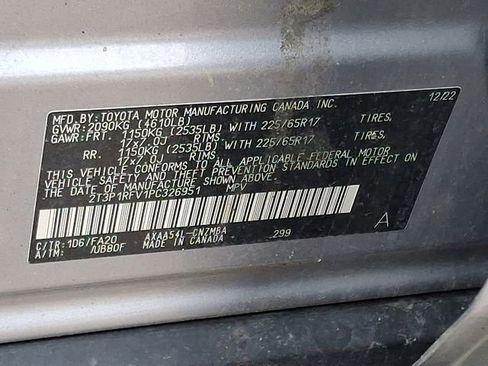 MFD.BY: TOYOTA MOTOR MANUFACTURING CANADA INC. 12/22
GVWR: 2090KG (4610LB)
GAWR: FRT. 1150KG (2535LB) WITH 225/65R17 TIRES.
17x7.0J RIMS
RR. 1150KG (2535LB) WITH 225/65R17 TIRES.
17x7.0J RIMS
THIS VEHICLE CONFORMS TO ALL APPLICABLE FEDERAL MOTOR
VEHICLE SAFETY AND THEFT PREVENTION STANDARDS IN EFFECT
ON THE DATE OF MANUFACTURE SHOWN ABOVE.
2T3P1RFV1PC326951 MPV
C/TR: 1D6/FA20 AXAA54L-CNZMBA 299 A
A/TM: /UB80F MADE IN CANADA